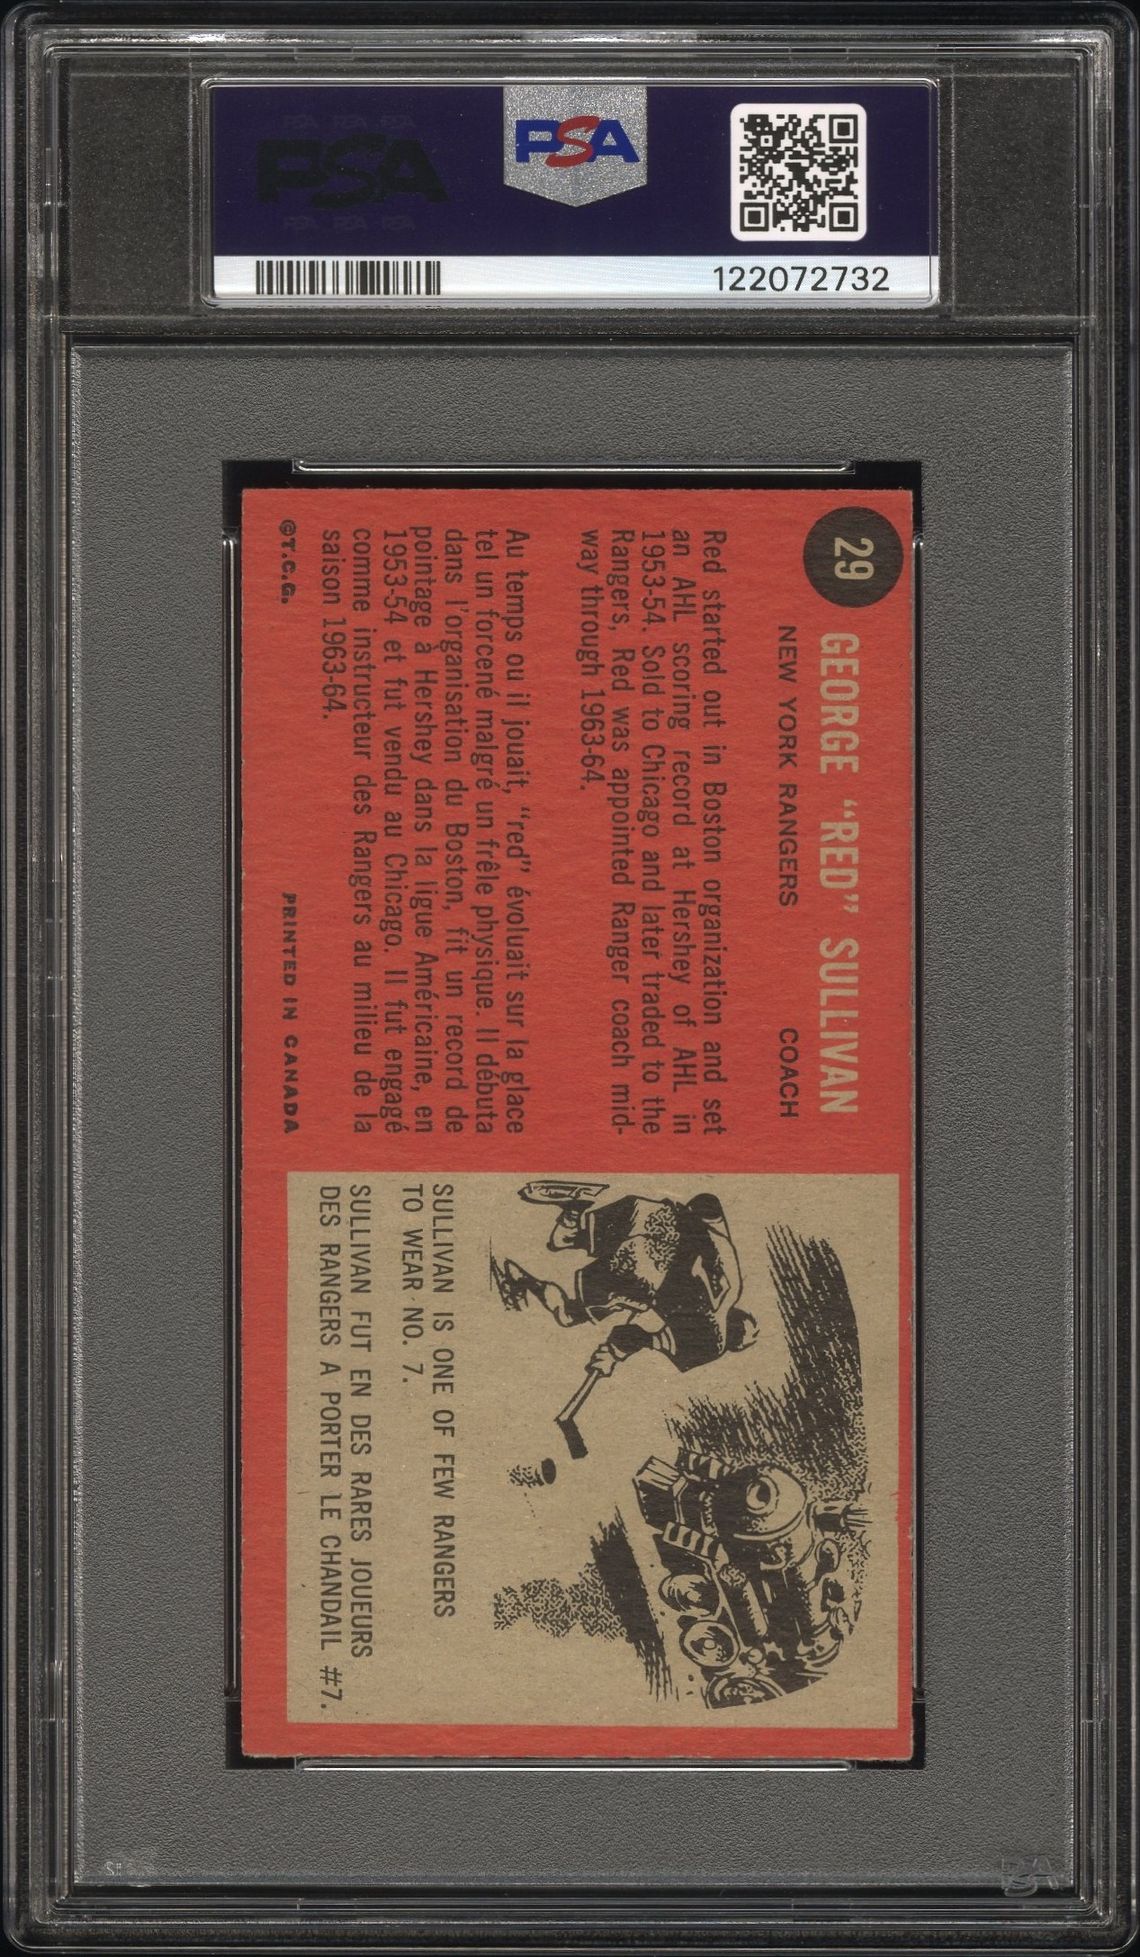 PSA
PSA
122072732
29
GEORGE "RED" SULLIVAN
NEW YORK RANGERS COACH
Red started out in Boston organization and set
an AHL scoring record at Hershey of AHL in
1953-54. Sold to Chicago and later traded to the
Rangers, Red was appointed Ranger coach mid-
way through 1963-64.
Au temps ou il jouait, "red" évoluait sur la glace
tel un forcené malgré un frêle physique. Il débuta
dans l'organisation du Boston, fit un record de
pointage à Hershey dans la ligue Américaine, en
1953-54 et fut vendu au Chicago. Il fut engagé
comme instructeur des Rangers au milieu de la
saison 1963-64.
©T.C.G. PRINTED IN CANADA
SULLIVAN IS ONE OF FEW RANGERS
TO WEAR NO. 7.
SULLIVAN FUT EN DES RARES JOUEURS
DES RANGERS A PORTER LE CHANDAIL #7.
PSA